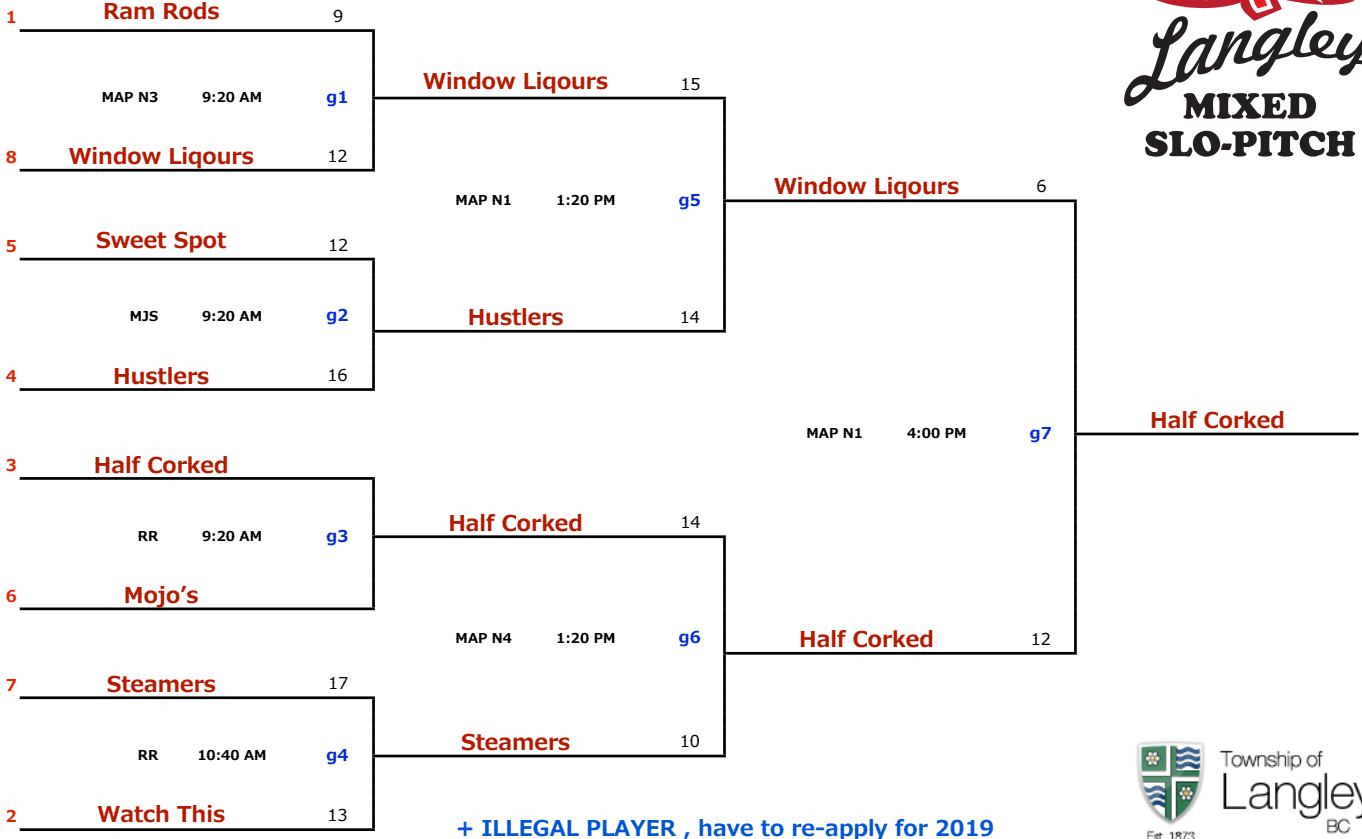 1 Ram Rods 9
MAP N3 9:20 AM g1
8 Window Liqours 12
5 Sweet Spot 12
MJS 9:20 AM g2
4 Hustlers 16
3 Half Corked
RR 9:20 AM g3
6 Mojo’s
7 Steamers 17
RR 10:40 AM g4
2 Watch This 13
Window Liqours 15
MAP N1 1:20 PM g5
Hustlers 14
Half Corked 14
MAP N4 1:20 PM g6
Steamers 10
Window Liqours 6
MAP N1 4:00 PM g7
Half Corked 12
Half Corked
+ ILLEGAL PLAYER , have to re-apply for 2019
Langley
MIXED
SLO-PITCH
Township of
Langley
BC
Est. 1873